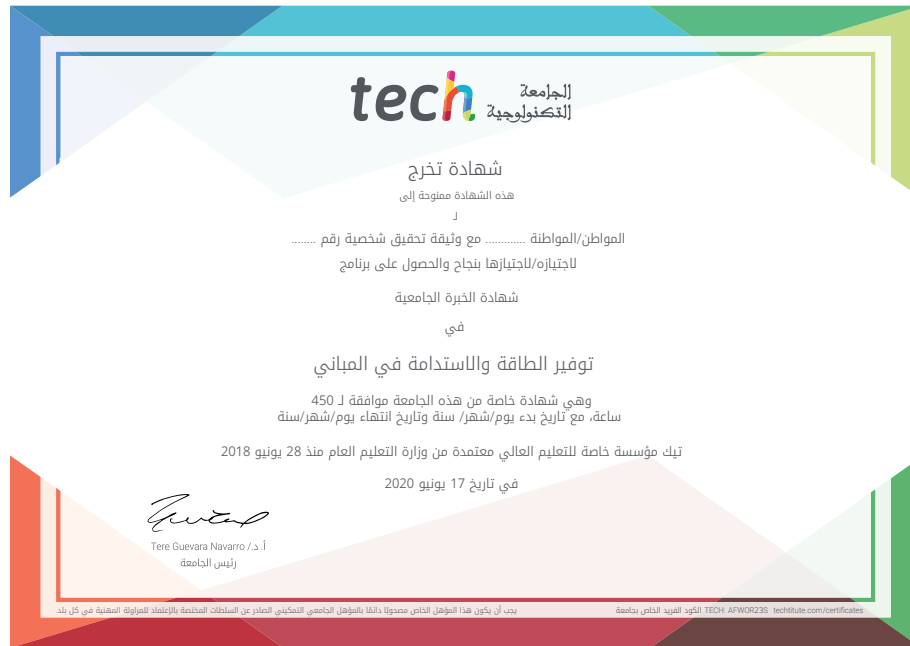 tech الجامعة
التكنولوجية
شهادة تخرج
هذه الشهادة ممنوحة إلى
لـ
المواطن/المواطنة ............ مع وثيقة تحقيق شخصية رقم ........
لاجتيازه/لاجتيازها بنجاح والحصول على برنامج
شهادة الخبرة الجامعية
في
توفير الطاقة والاستدامة في المباني
وهي شهادة خاصة من هذه الجامعة موافقة لـ 450
ساعة، مع تاريخ بدء يوم/شهر/ سنة وتاريخ انتهاء يوم/شهر/سنة
تيك مؤسسة خاصة للتعليم العالي معتمدة من وزارة التعليم العام منذ 28 يونيو 2018
في تاريخ 17 يونيو 2020
أ.د./ Tere Guevara Navarro
رئيس الجامعة
يجب أن يكون هذا المؤهل الخاص مصحوبًا دائمًا بالمؤهل الجامعي التمكيني الصادر عن السلطات المختصة بالإعتماد للمزاولة المهنية في كل بلد.
الكود الفريد الخاص بجامعة TECH: AFWOR23S techtitute.com/certificates